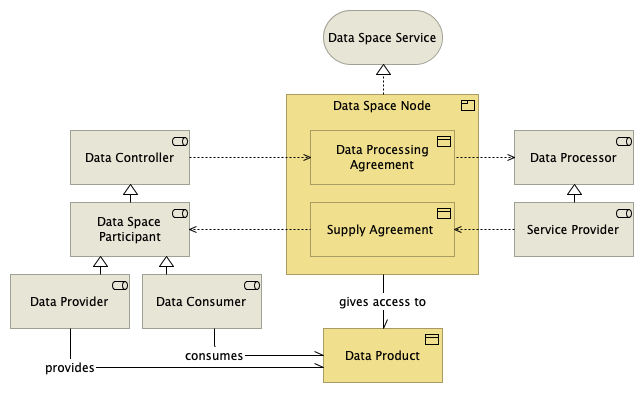 Data Space Service
Data Space Node
Data Controller
Data Processing
Agreement
Data Processor
Data Space
Participant
Supply Agreement
Service Provider
Data Provider
Data Consumer
gives access to
consumes
Data Product
provides